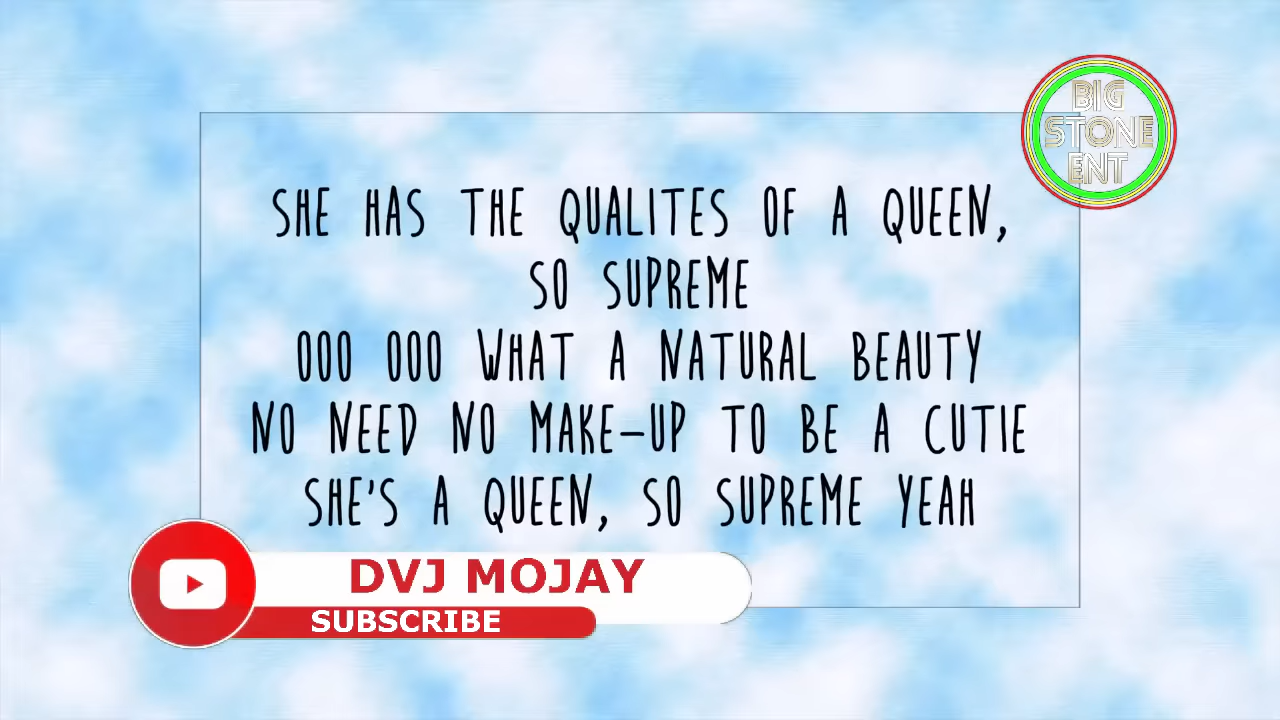 BIG
STONE
ENT
SHE HAS THE QUALITES OF A QUEEN,
SO SUPREME
OOO OOO WHAT A NATURAL BEAUTY
NO NEED NO MAKE-UP TO BE A CUTIE
SHE'S A QUEEN, SO SUPREME YEAH
DVJ MOJAY
SUBSCRIBE